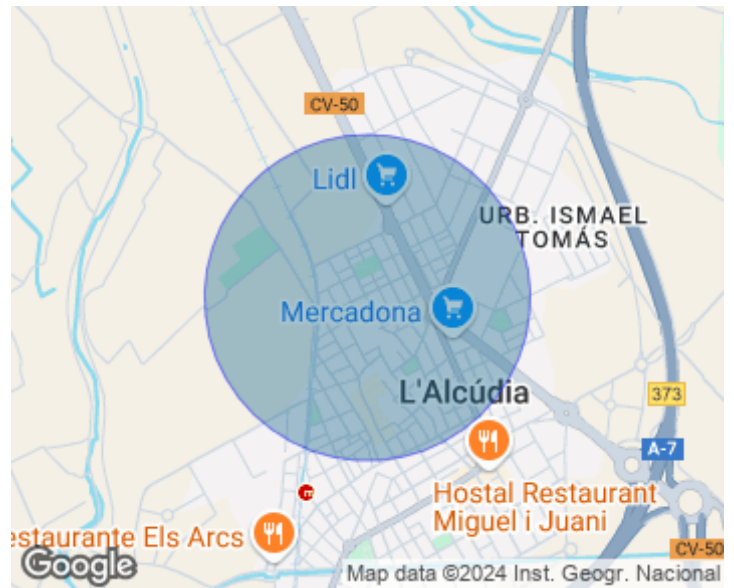 CV-50
Lidl
URB. ISMAEL
TOMÁS
Mercadona
L'Alcúdia
373
A-7
Hostal Restaurant
Miguel i Juani
estaurante Els Arcs
CV-50
Google
Map data ©2024 Inst. Geogr. Nacional